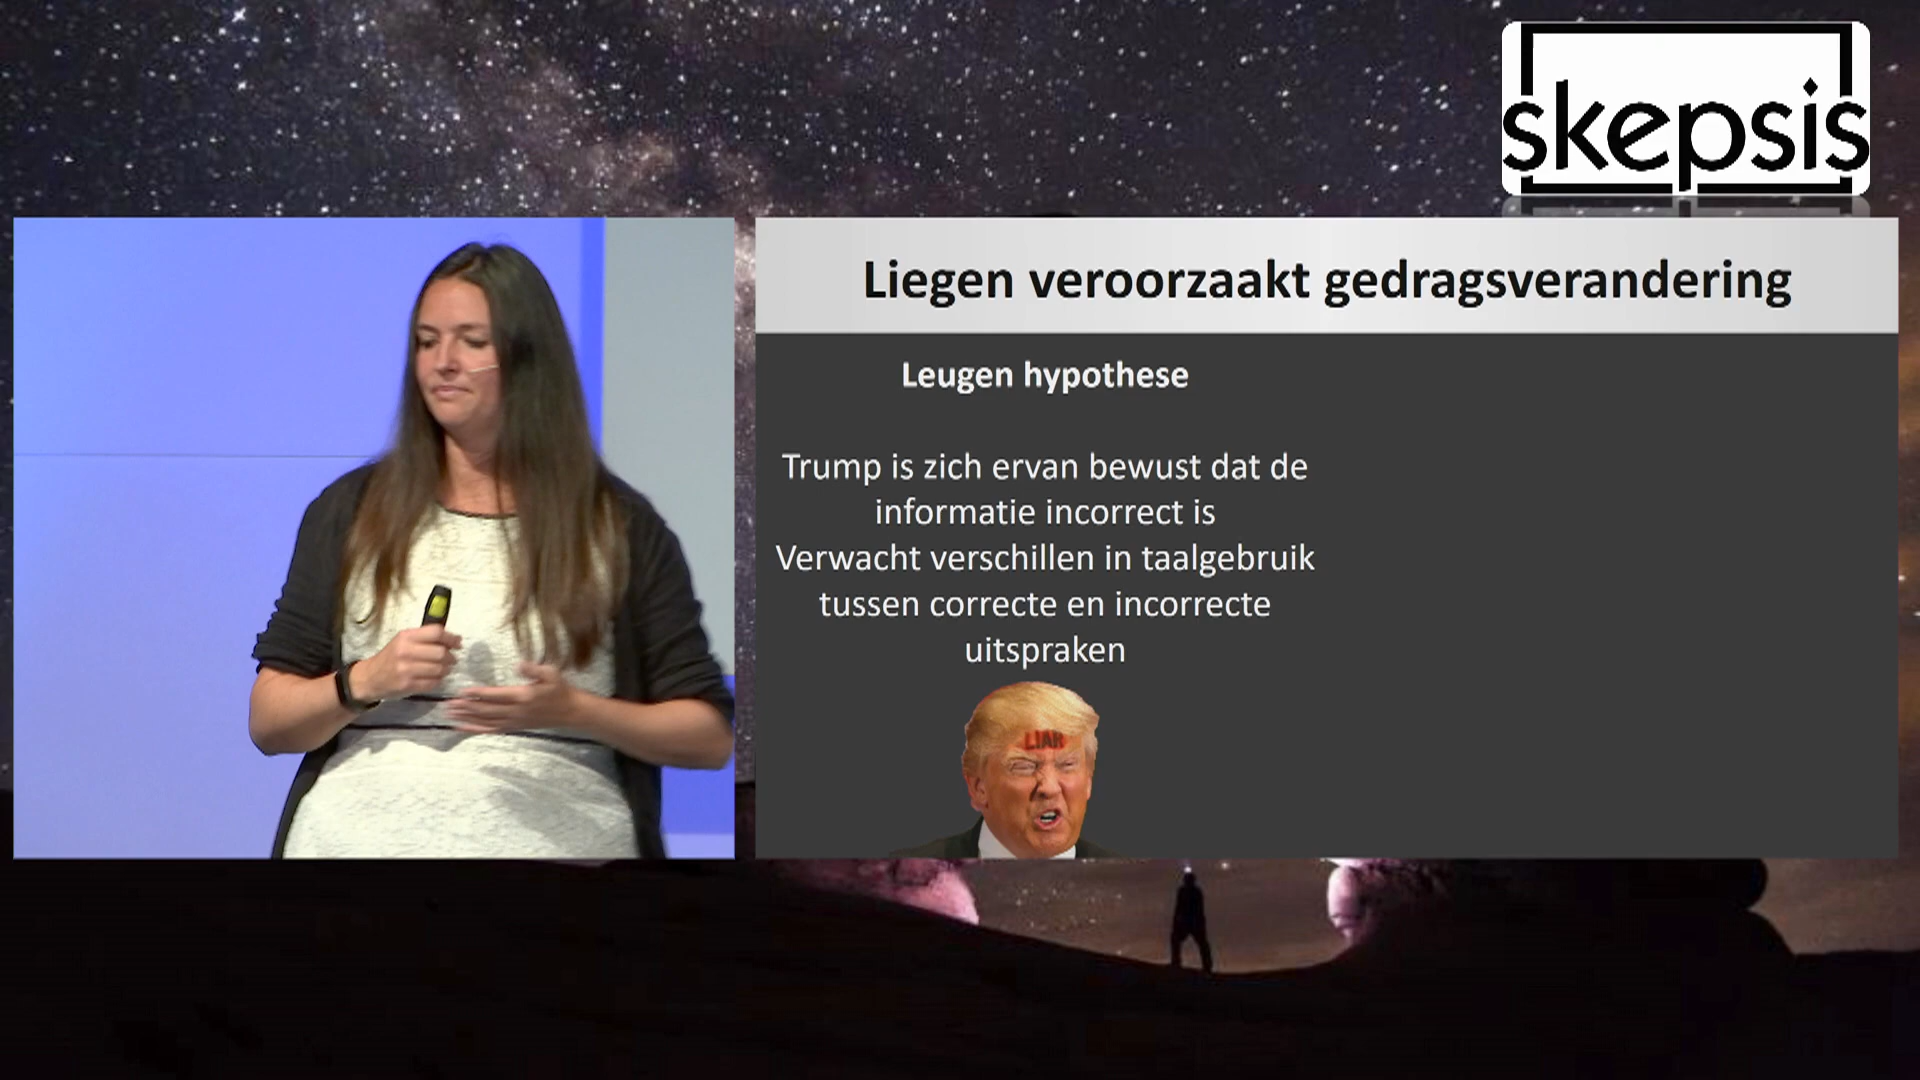 skepsis
Liegen veroorzaakt gedragsverandering
Leugen hypothese
Trump is zich ervan bewust dat de
informatie incorrect is
Verwacht verschillen in taalgebruik
tussen correcte en incorrecte
uitspraken
LIAR